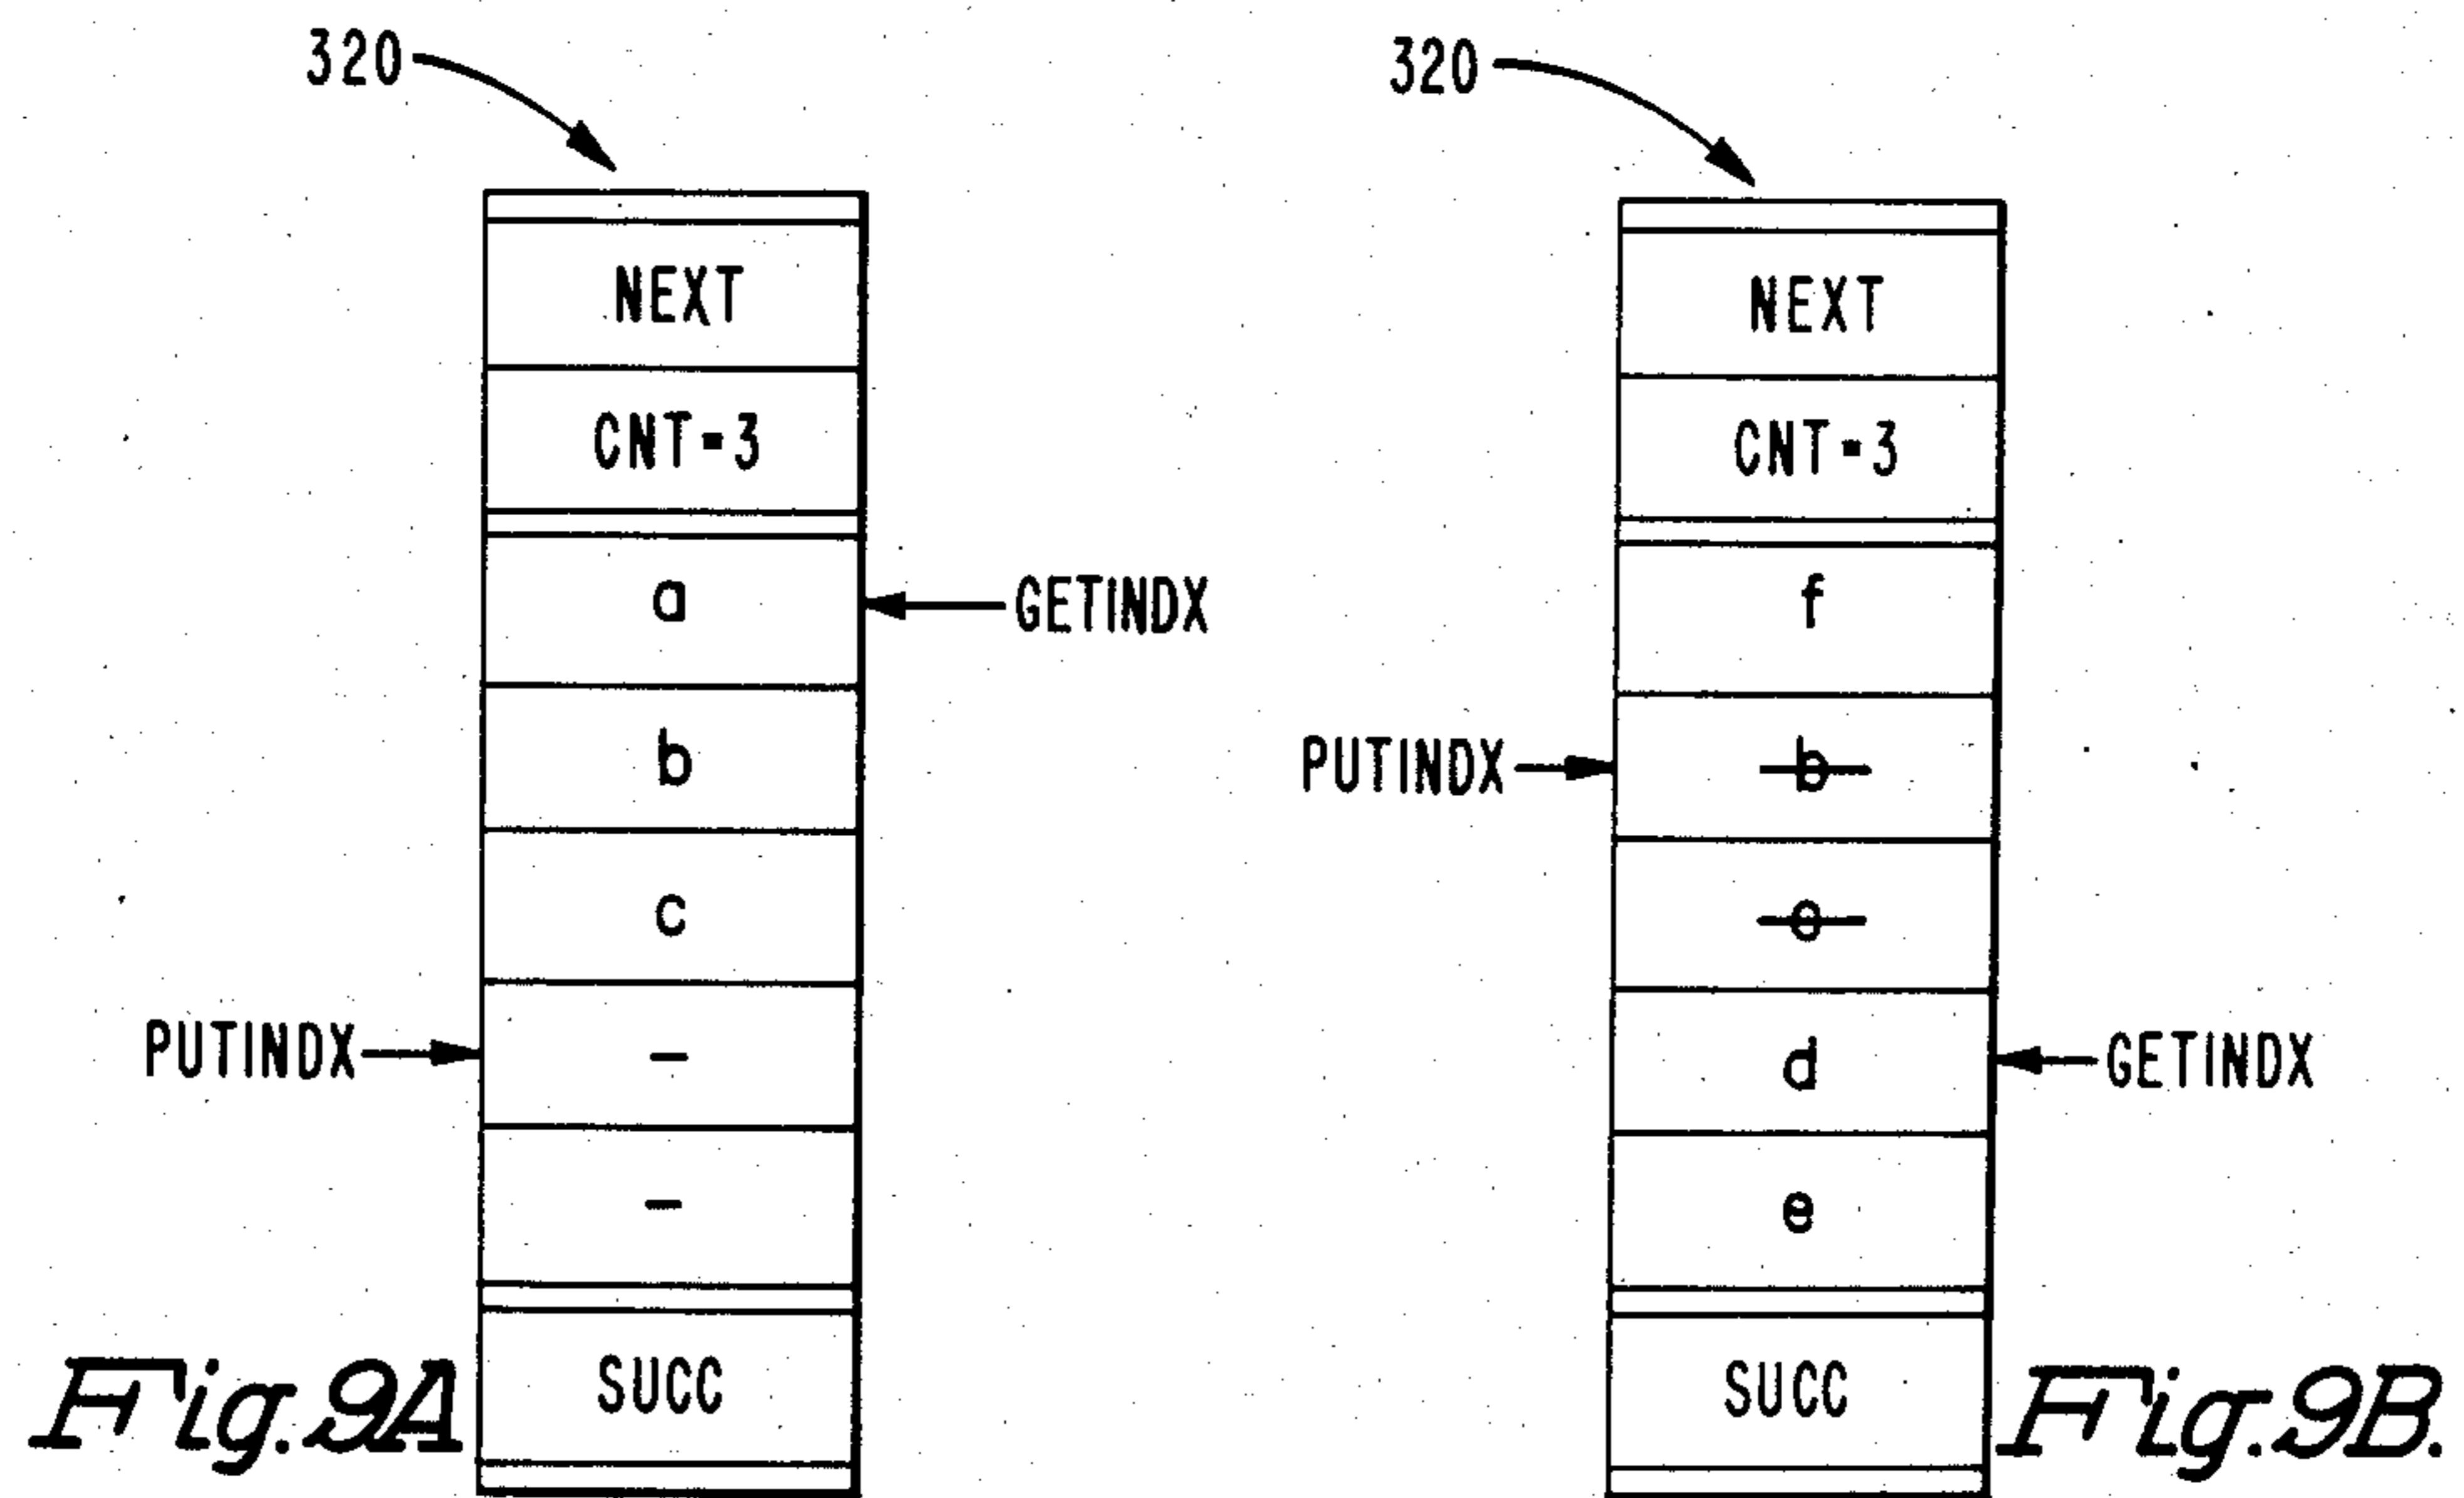 320
NEXT
CNT=3
a
GETINDX
b
c
PUTINDX
-
-
SUCC
Fig.9A
320
NEXT
CNT=3
f
PUTINDX
b
c
d
GETINDX
e
SUCC
Fig.9B.